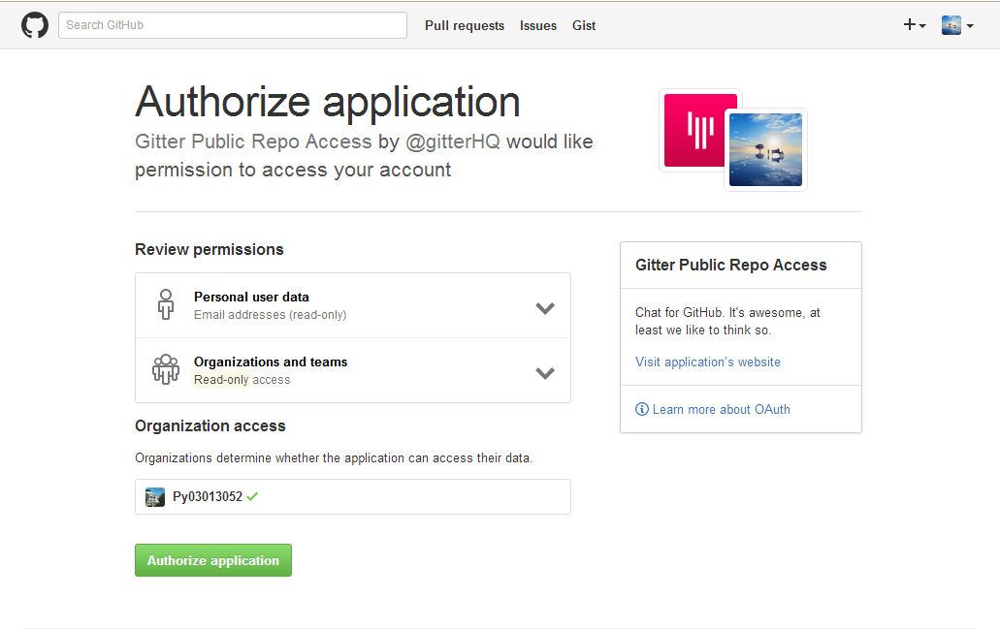 Search GitHub
Pull requests
Issues
Gist
Authorize application
Gitter Public Repo Access by @gitterHQ would like
permission to access your account
Review permissions
Personal user data
Email addresses (read-only)
Organizations and teams
Read-only access
Organization access
Organizations determine whether the application can access their data.
Py03013052
Authorize application
Gitter Public Repo Access
Chat for GitHub. It's awesome, at
least we like to think so.
Visit application's website
Learn more about OAuth